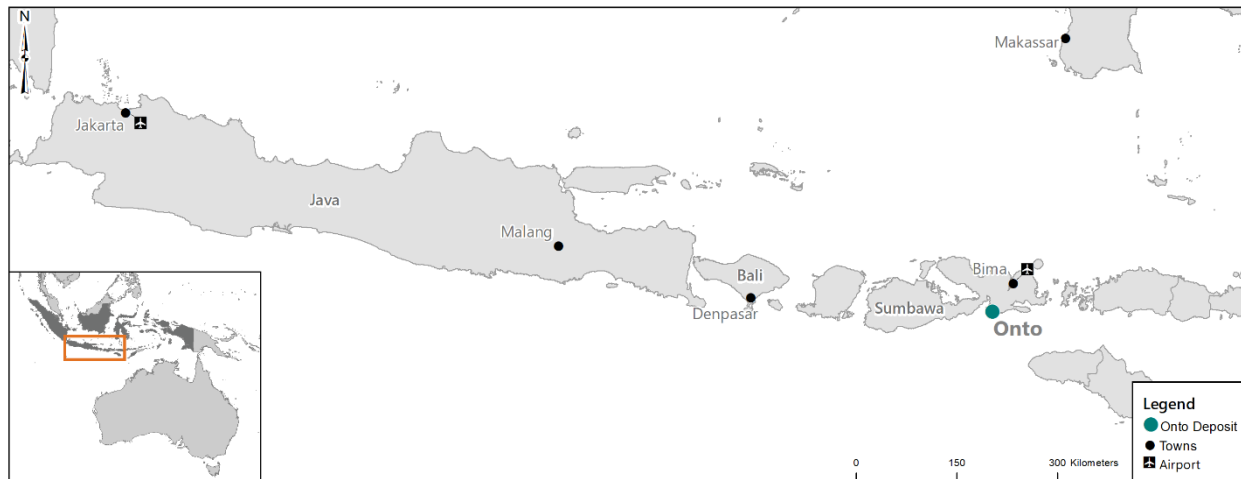 N
Makassar
Jakarta
Java
Malang
Bali
Bima
Denpasar
Sumbawa
Onto
Legend
Onto Deposit
Towns
Airport
0 150 300 Kilometers